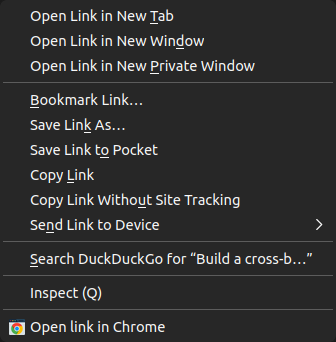 Open Link in New Tab
Open Link in New Window
Open Link in New Private Window
Bookmark Link…
Save Link As…
Save Link to Pocket
Copy Link
Copy Link Without Site Tracking
Send Link to Device
Search DuckDuckGo for “Build a cross-b…”
Inspect (Q)
Open link in Chrome